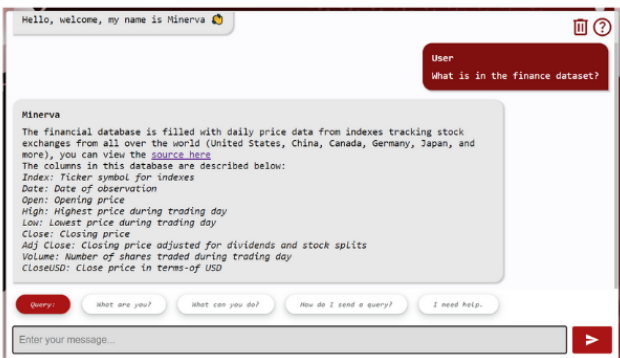 Hello, welcome, my name is Minerva
User
What is in the finance dataset?
Minerva
The financial database is filled with daily price data from indexes tracking stock
exchanges from all over the world (United States, China, Canada, Germany, Japan, and
more), you can view the source here
The columns in this database are described below:
Index: Ticker symbol for indexes
Date: Date of observation
Open: Opening price
High: Highest price during trading day
Low: Lowest price during trading day
Close: Closing price
Adj Close: Closing price adjusted for dividends and stock splits
Volume: Number of shares traded during trading day
CloseUSD: Close price in terms-of USD
Query: What are you? What can you do? How do I send a query? I need help.
Enter your message...